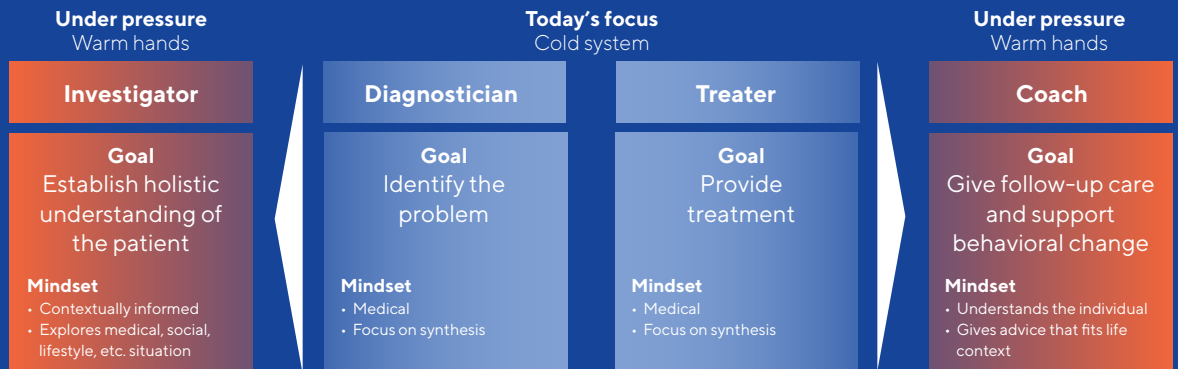 Under pressure
Warm hands
Investigator
Goal
Establish holistic
understanding of
the patient
Mindset
• Contextually informed
• Explores medical, social,
lifestyle, etc. situation
Today's focus
Cold system
Diagnostician
Goal
Identify the
problem
Mindset
• Medical
• Focus on synthesis
Treater
Goal
Provide
treatment
Mindset
• Medical
• Focus on synthesis
Under pressure
Warm hands
Coach
Goal
Give follow-up care
and support
behavioral change
Mindset
• Understands the individual
• Gives advice that fits life
context